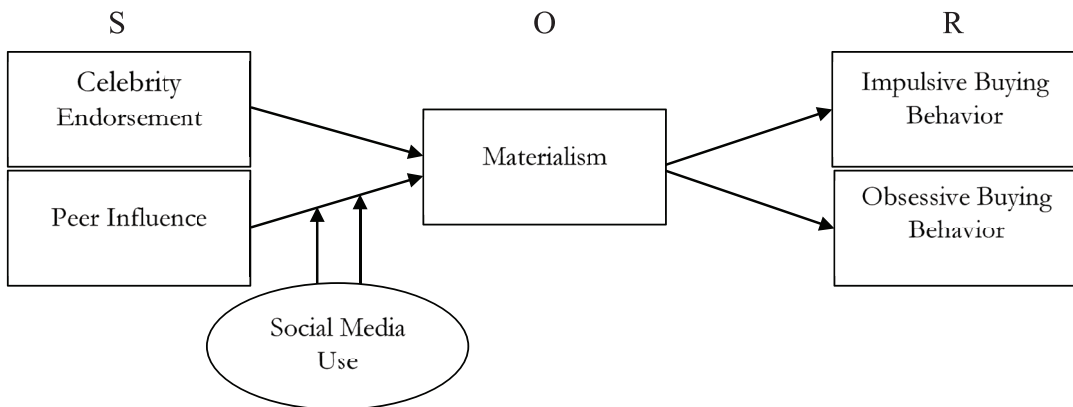 S
O
R
Celebrity
Endorsement
Peer Influence
Social Media
Use
Materialism
Impulsive Buying
Behavior
Obsessive Buying
Behavior